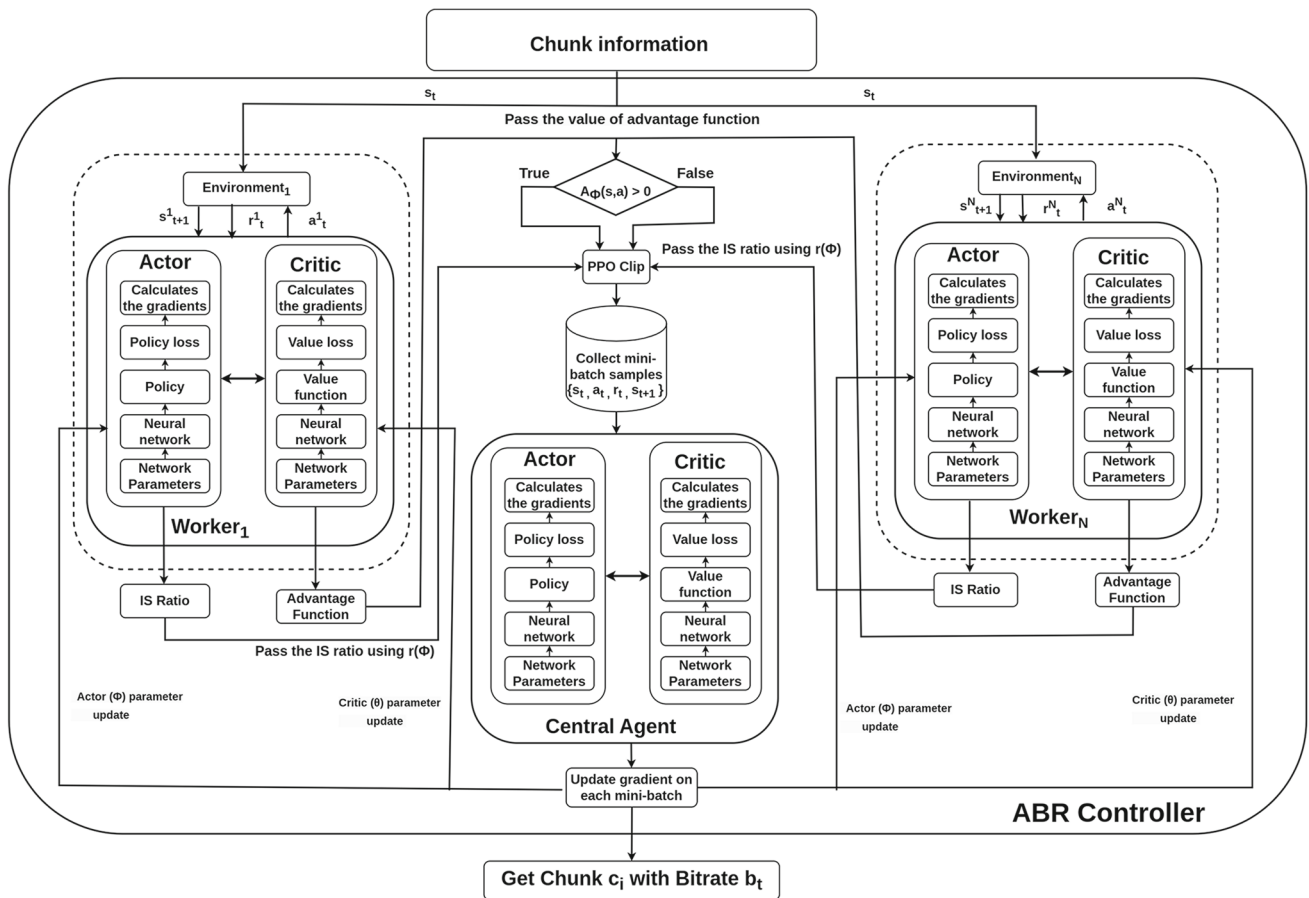 Chunk information
s_t
s_t
Pass the value of advantage function
True
False
A_Φ(s,a) > 0
Environment_1
s^1_t+1
r^1_t
a^1_t
Environment_N
s^N_t+1
r^N_t
a^N_t
Pass the IS ratio using r(Φ)
PPO Clip
Actor
Calculates
the gradients
Policy loss
Policy
Neural
network
Network
Parameters
Critic
Calculates
the gradients
Value loss
Value
function
Neural
network
Network
Parameters
Worker_1
Collect mini-
batch samples
{s_t , a_t , r_t , s_t+1 }
Actor
Calculates
the gradients
Policy loss
Policy
Neural
network
Network
Parameters
Critic
Calculates
the gradients
Value loss
Value
function
Neural
network
Network
Parameters
Worker_N
Actor
Calculates
the gradients
Policy loss
Policy
Neural
network
Network
Parameters
Critic
Calculates
the gradients
Value loss
Value
function
Neural
network
Network
Parameters
Central Agent
IS Ratio
Advantage
Function
Pass the IS ratio using r(Φ)
IS Ratio
Advantage
Function
Actor (Φ) parameter
update
Critic (θ) parameter
update
Actor (Φ) parameter
update
Critic (θ) parameter
update
Update gradient on
each mini-batch
ABR Controller
Get Chunk c_i with Bitrate b_t